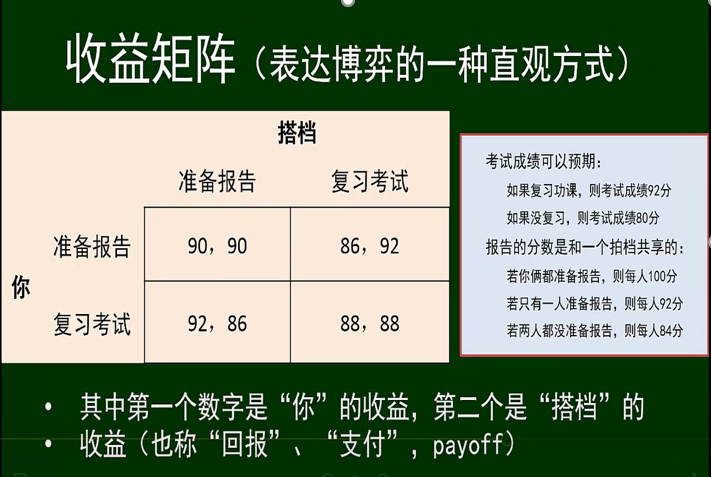 收益矩阵（表达博弈的一种直观方式）
搭档
准备报告 复习考试
准备报告 90，90 86，92
你
复习考试 92，86 88，88
考试成绩可以预期：
如果复习功课，则考试成绩92分
如果没复习，则考试成绩80分
报告的分数是和一个拍档共享的：
若你俩都准备报告，则每人100分
若只有一人准备报告，则每人92分
若两人都没准备报告，则每人84分
• 其中第一个数字是“你”的收益，第二个是“搭档”的
• 收益（也称“回报”、“支付”，payoff）